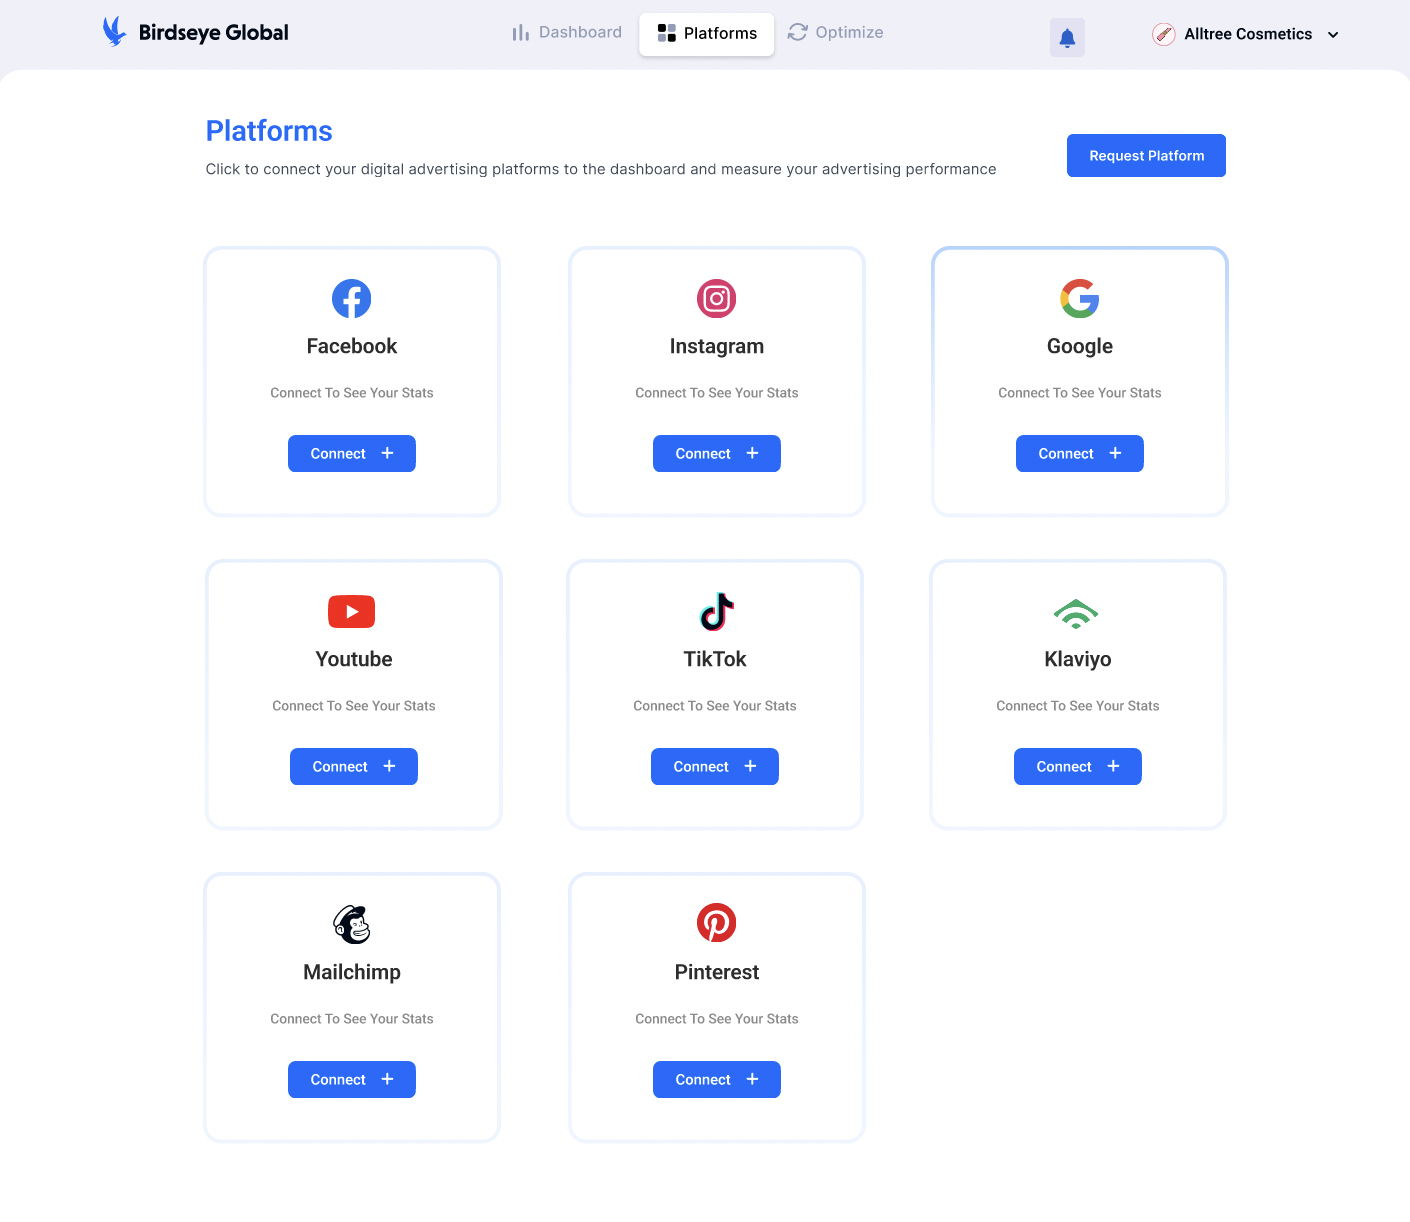 Birdseye Global
Dashboard
Platforms
Optimize
Alltree Cosmetics
Platforms
Click to connect your digital advertising platforms to the dashboard and measure your advertising performance
Request Platform
Facebook
Connect To See Your Stats
Connect +
Instagram
Connect To See Your Stats
Connect +
Google
Connect To See Your Stats
Connect +
Youtube
Connect To See Your Stats
Connect +
TikTok
Connect To See Your Stats
Connect +
Klaviyo
Connect To See Your Stats
Connect +
Mailchimp
Connect To See Your Stats
Connect +
Pinterest
Connect To See Your Stats
Connect +